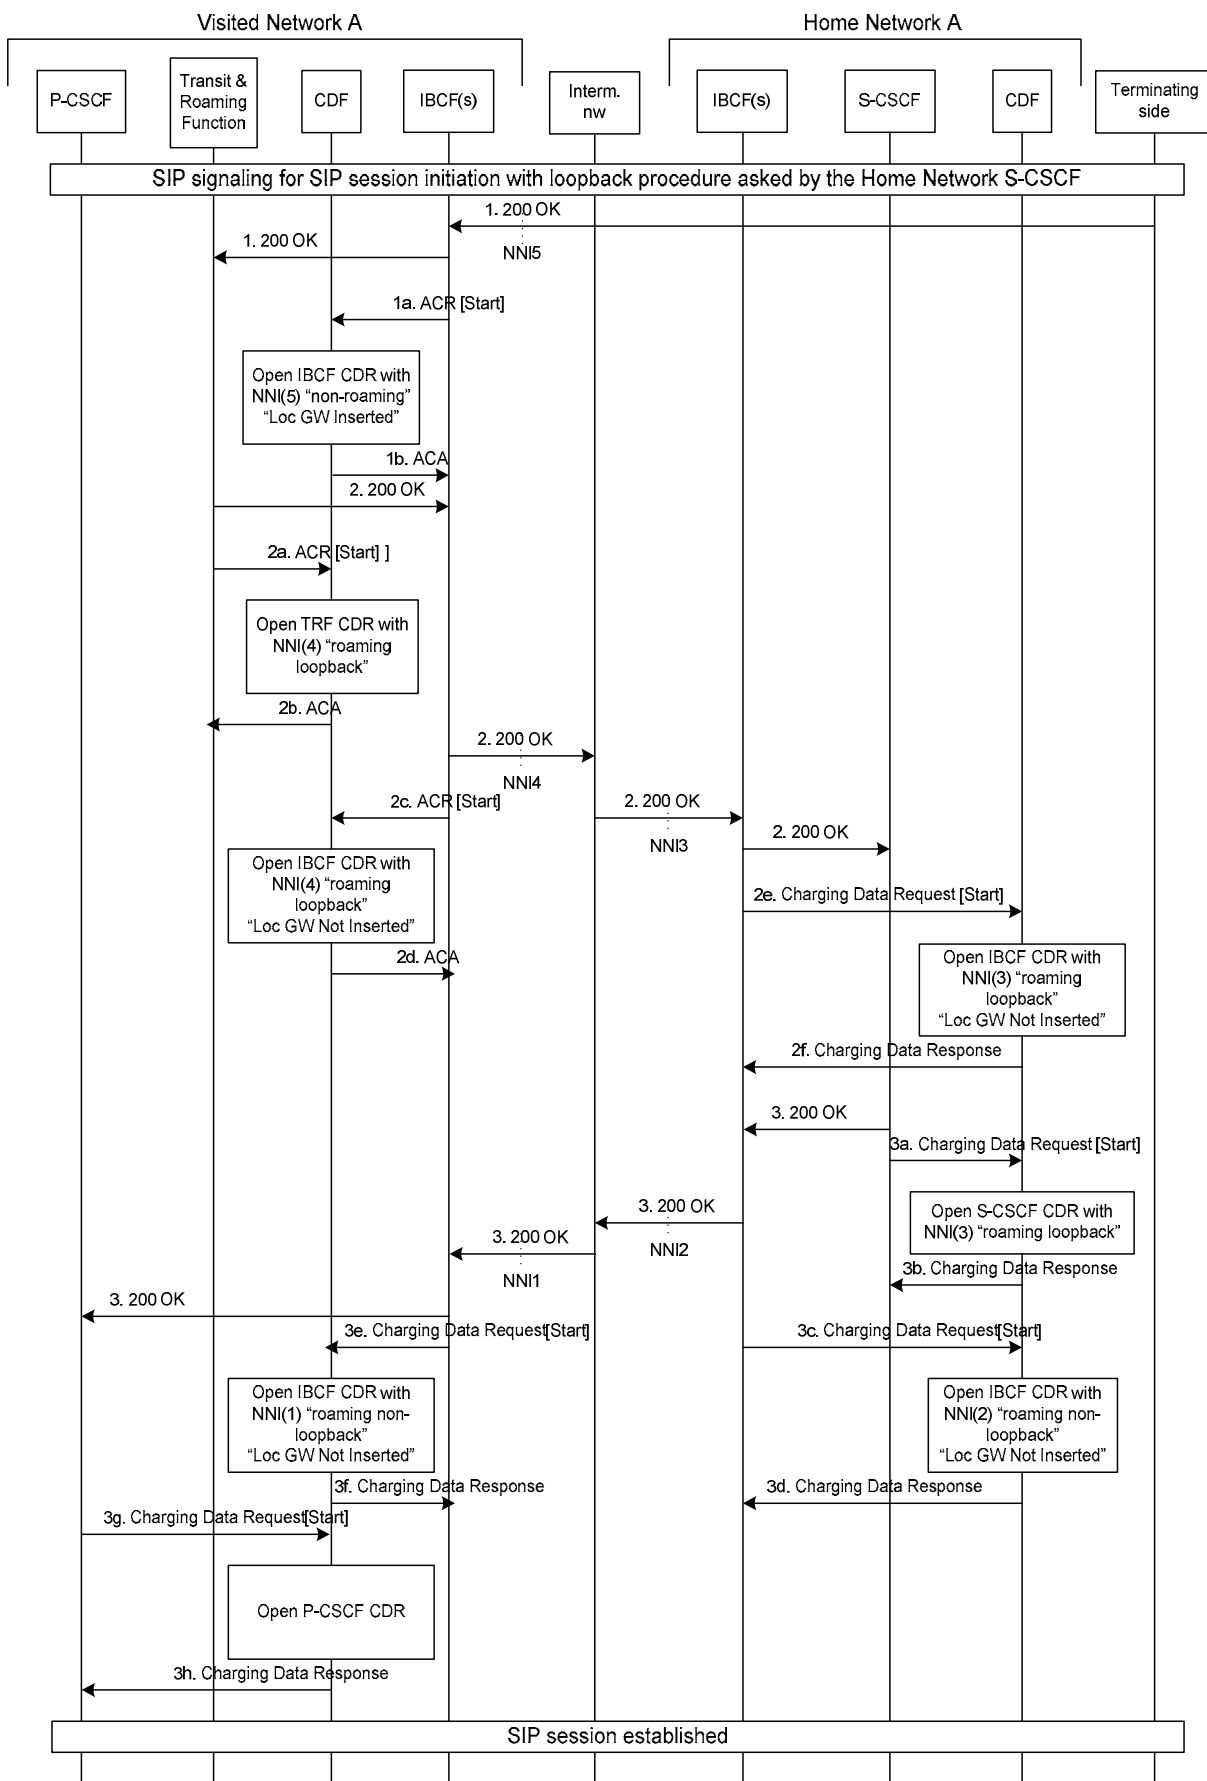 Visited Network A
Home Network A
P-CSCF
Transit &
Roaming
Function
CDF
IBCF(s)
Interm.
nw
IBCF(s)
S-CSCF
CDF
Terminating
side
SIP signaling for SIP session initiation with loopback procedure asked by the Home Network S-CSCF
1. 200 OK
1. 200 OK
NNI5
1a. ACR [Start]
Open IBCF CDR with
NNI(5) “non-roaming”
“Loc GW Inserted”
1b. ACA
2. 200 OK
2a. ACR [Start] ]
Open TRF CDR with
NNI(4) “roaming
loopback”
2b. ACA
2. 200 OK
NNI4
2c. ACR [Start]
2. 200 OK
NNI3
2. 200 OK
Open IBCF CDR with
NNI(4) “roaming
loopback”
“Loc GW Not Inserted”
2e. Charging Data Request [Start]
2d. ACA
Open IBCF CDR with
NNI(3) “roaming
loopback”
“Loc GW Not Inserted”
2f. Charging Data Response
3. 200 OK
3a. Charging Data Request [Start]
Open S-CSCF CDR with
NNI(3) “roaming loopback”
3. 200 OK
NNI2
3. 200 OK
NNI1
3b. Charging Data Response
3. 200 OK
3e. Charging Data Request[Start]
3c. Charging Data Request[Start]
Open IBCF CDR with
NNI(1) “roaming non-
loopback”
“Loc GW Not Inserted”
Open IBCF CDR with
NNI(2) “roaming non-
loopback”
“Loc GW Not Inserted”
3f. Charging Data Response
3d. Charging Data Response
3g. Charging Data Request[Start]
Open P-CSCF CDR
3h. Charging Data Response
SIP session established